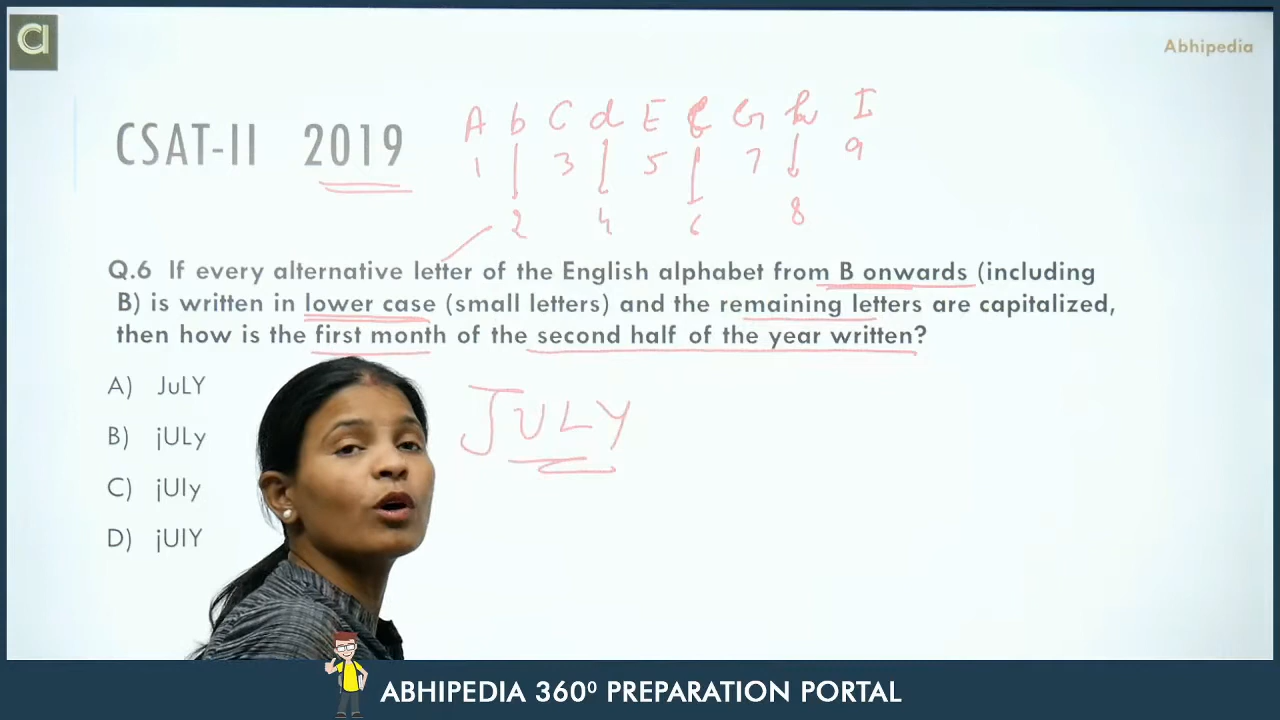 a
Abhipedia
A b C d E f G h I
CSAT-II 2019
1 3 5 7 9
2 4 6 8
Q.6 If every alternative letter of the English alphabet from B onwards (including
B) is written in lower case (small letters) and the remaining letters are capitalized,
then how is the first month of the second half of the year written?
A) JuLY
B) jULy
C) jUly
D) jUlY
JULY
ABHIPEDIA 360⁰ PREPARATION PORTAL